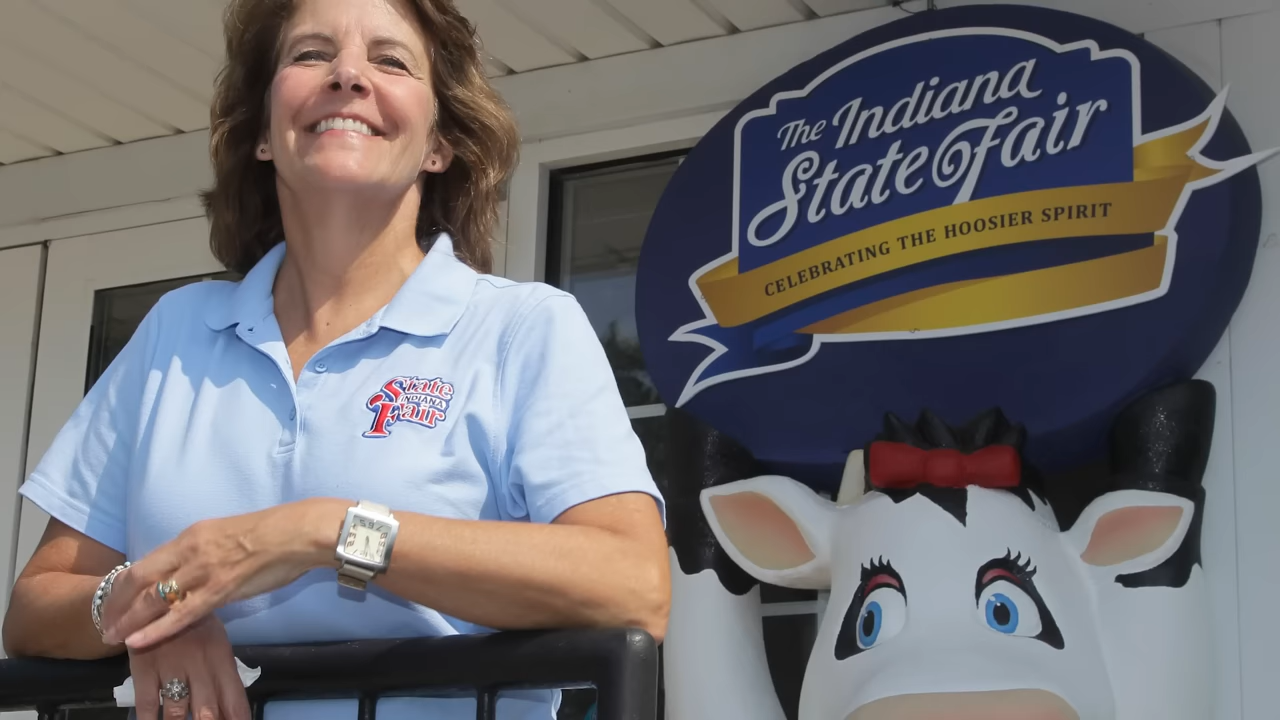 The Indiana
State Fair
CELEBRATING THE HOOSIER SPIRIT
State
INDIANA
Fair